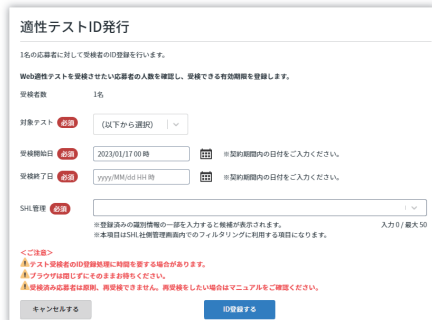 適性テストID発行
1名の応募者に対して受検者のID登録を行います。
Web適性テストを受検させたい応募者の人数を確認し、受検できる有効期限を登録します。
受検者数 1名
対象テスト 必須 (以下から選択)
受検開始日 必須 2023/01/17 00 時 ※契約期間内の日付をご入力ください。
受検終了日 必須 yyyy/MM/dd HH 時 ※契約期間内の日付をご入力ください。
SHL管理 必須
※登録済みの識別情報の一部を入力すると候補が表示されます。 入力 0 / 最大 50
※本項目はSHL社側管理画面内でのフィルタリングに利用する項目になります。
<ご注意>
テスト受検者のID登録処理に時間を要する場合があります。
ブラウザは閉じずにそのままお待ちください。
受検済み応募者は原則、再受検できません。再受検をしたい場合はマニュアルをご確認ください。
キャンセルする ID登録する